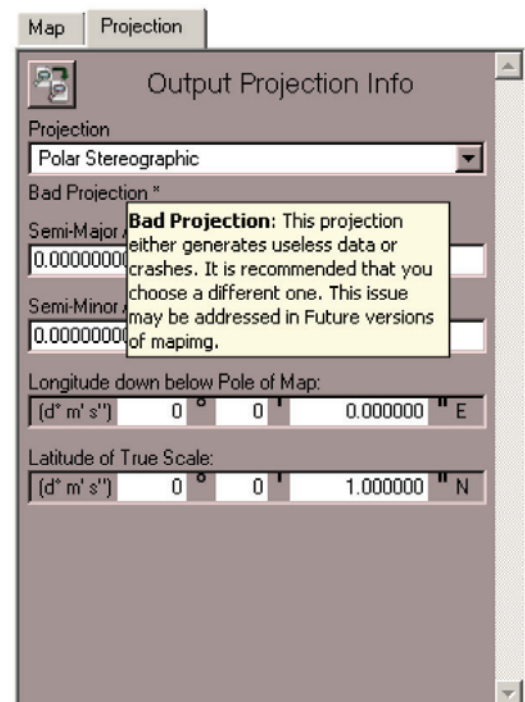 Map Projection
Output Projection Info
Projection
Polar Stereographic
Bad Projection *
Semi-Major
0.00000000
Semi-Minor
0.00000000
Bad Projection: This projection
either generates useless data or
crashes. It is recommended that you
choose a different one. This issue
may be addressed in Future versions
of mapimg.
Longitude down below Pole of Map:
(d° m' s") 0 ° 0 ' 0.000000 " E
Latitude of True Scale:
(d° m' s") 0 ° 0 ' 1.000000 " N